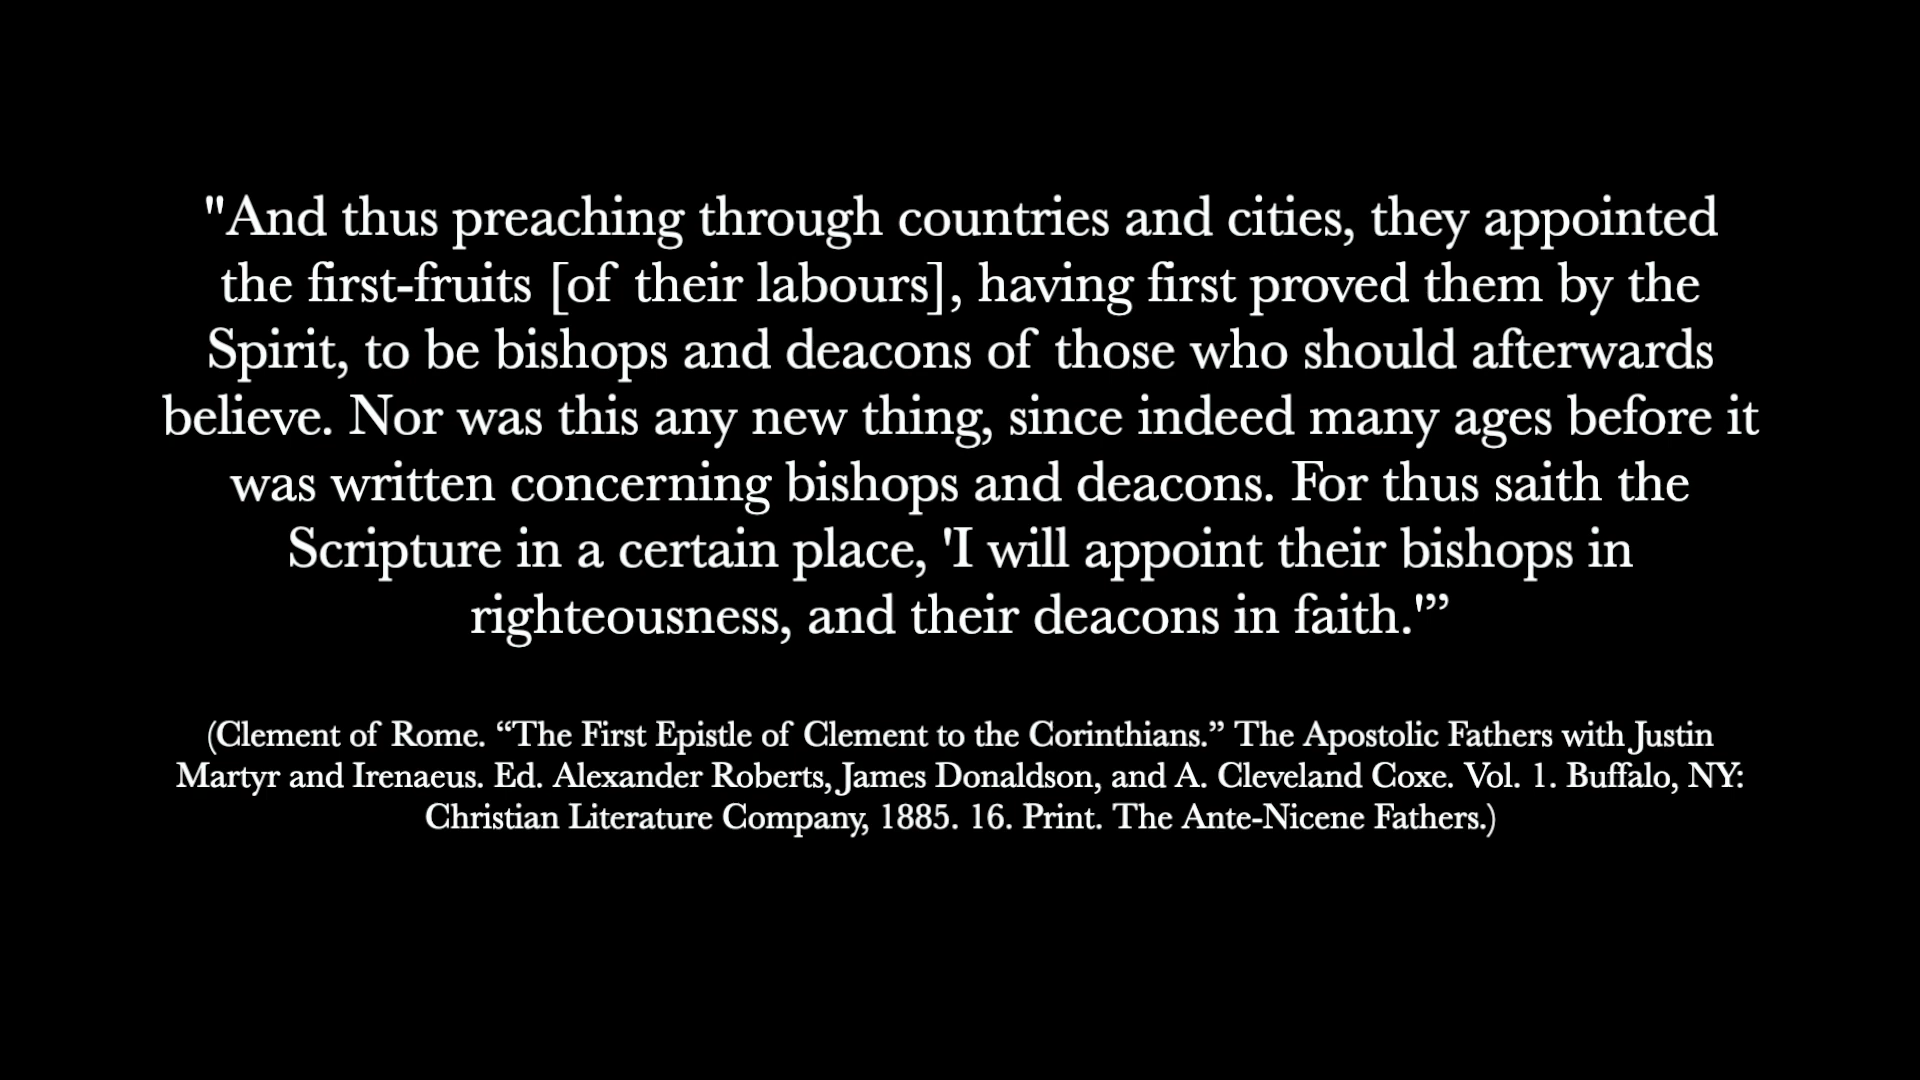 "And thus preaching through countries and cities, they appointed
the first-fruits [of their labours], having first proved them by the
Spirit, to be bishops and deacons of those who should afterwards
believe. Nor was this any new thing, since indeed many ages before it
was written concerning bishops and deacons. For thus saith the
Scripture in a certain place, 'I will appoint their bishops in
righteousness, and their deacons in faith.'”
(Clement of Rome. “The First Epistle of Clement to the Corinthians.” The Apostolic Fathers with Justin
Martyr and Irenaeus. Ed. Alexander Roberts, James Donaldson, and A. Cleveland Coxe. Vol. 1. Buffalo, NY:
Christian Literature Company, 1885. 16. Print. The Ante-Nicene Fathers.)